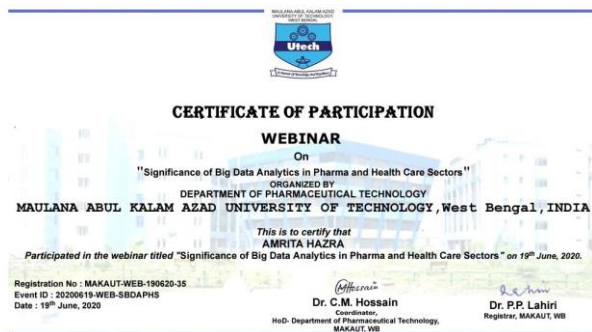 MAULANA ABUL KALAM AZAD
UNIVERSITY OF TECHNOLOGY
WEST BENGAL
Utech
CERTIFICATE OF PARTICIPATION
WEBINAR
On
"Significance of Big Data Analytics in Pharma and Health Care Sectors"
ORGANIZED BY
DEPARTMENT OF PHARMACEUTICAL TECHNOLOGY
MAULANA ABUL KALAM AZAD UNIVERSITY OF TECHNOLOGY,West Bengal,INDIA
This is to certify that
AMRITA HAZRA
Participated in the webinar titled "Significance of Big Data Analytics in Pharma and Health Care Sectors" on 19th June, 2020.
Registration No : MAKAUT-WEB-190620-35
Event ID : 20200619-WEB-SBDAPHS
Date : 19th June, 2020
CMHossain
Dr. C.M. Hossain
Coordinator,
HoD- Department of Pharmaceutical Technology,
MAKAUT, WB
Dr. P.P. Lahiri
Registrar, MAKAUT, WB